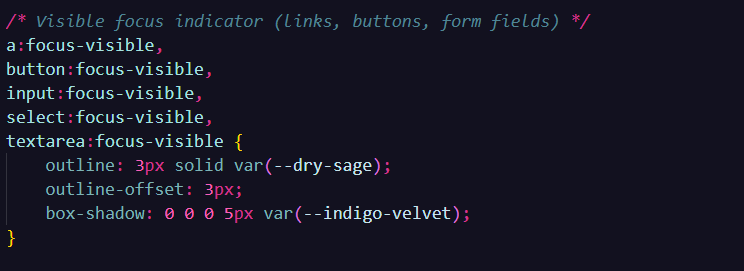 /* Visible focus indicator (links, buttons, form fields) */
a:focus-visible,
button:focus-visible,
input:focus-visible,
select:focus-visible,
textarea:focus-visible {
    outline: 3px solid var(--dry-sage);
    outline-offset: 3px;
    box-shadow: 0 0 0 5px var(--indigo-velvet);
}